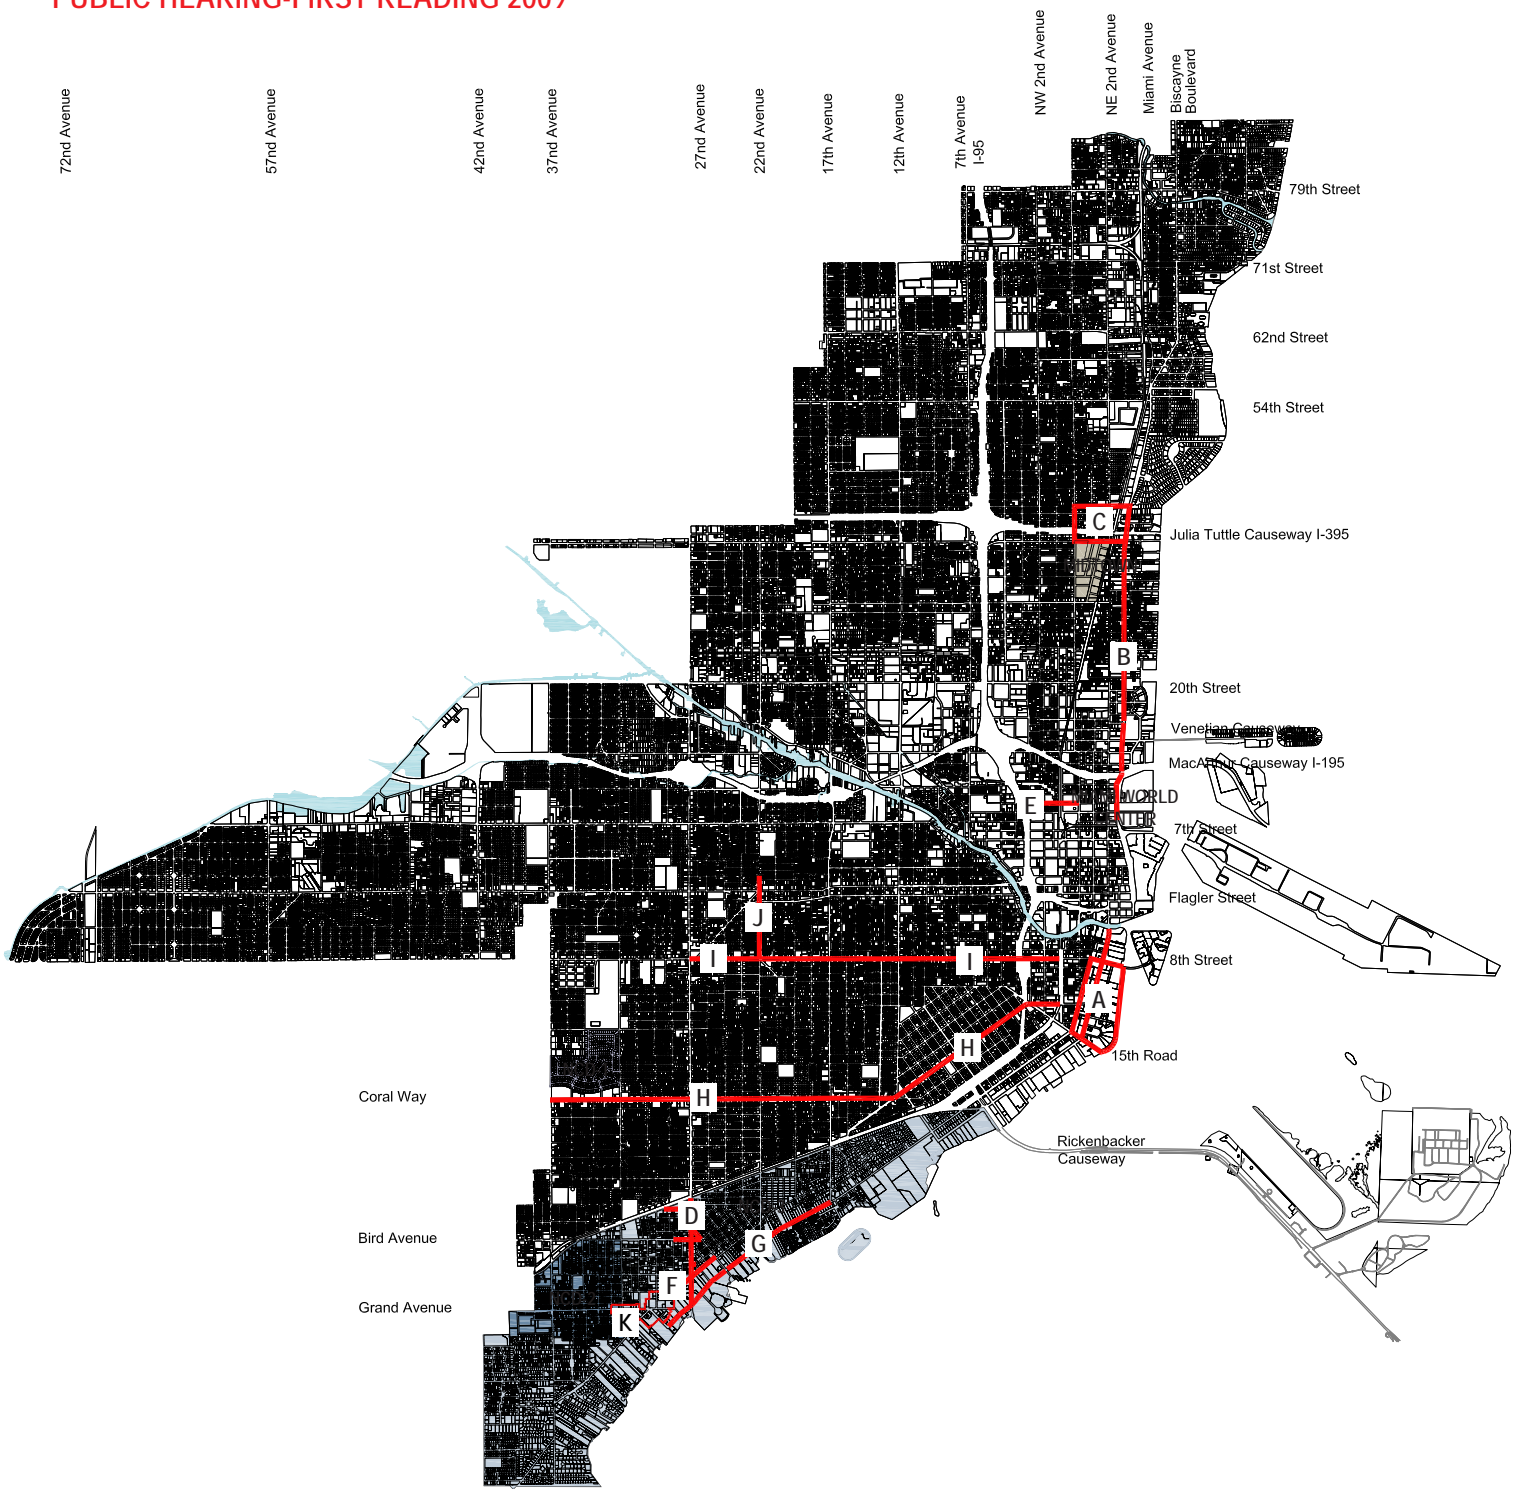 PUBLIC HEARING-FIRST READING 2009
72nd Avenue
57nd Avenue
42nd Avenue
37nd Avenue
27nd Avenue
22nd Avenue
17th Avenue
12th Avenue
7th Avenue
I-95
NW 2nd Avenue
NE 2nd Avenue
Miami Avenue
Biscayne
Boulevard
79th Street
71st Street
62nd Street
54th Street
C
Julia Tuttle Causeway I-395
B
20th Street
Venetian Causeway
MacArthur Causeway I-195
E
WORLD
7th Street
Flagler Street
J
I
I
8th Street
A
H
15th Road
H
Coral Way
Rickenbacker
Causeway
D
Bird Avenue
G
F
Grand Avenue
K